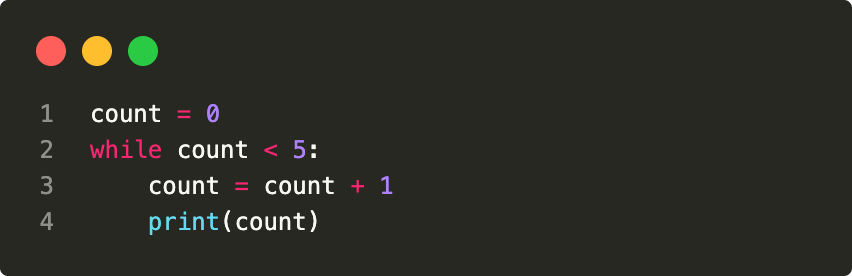 1 count = 0
2 while count < 5:
3     count = count + 1
4     print(count)